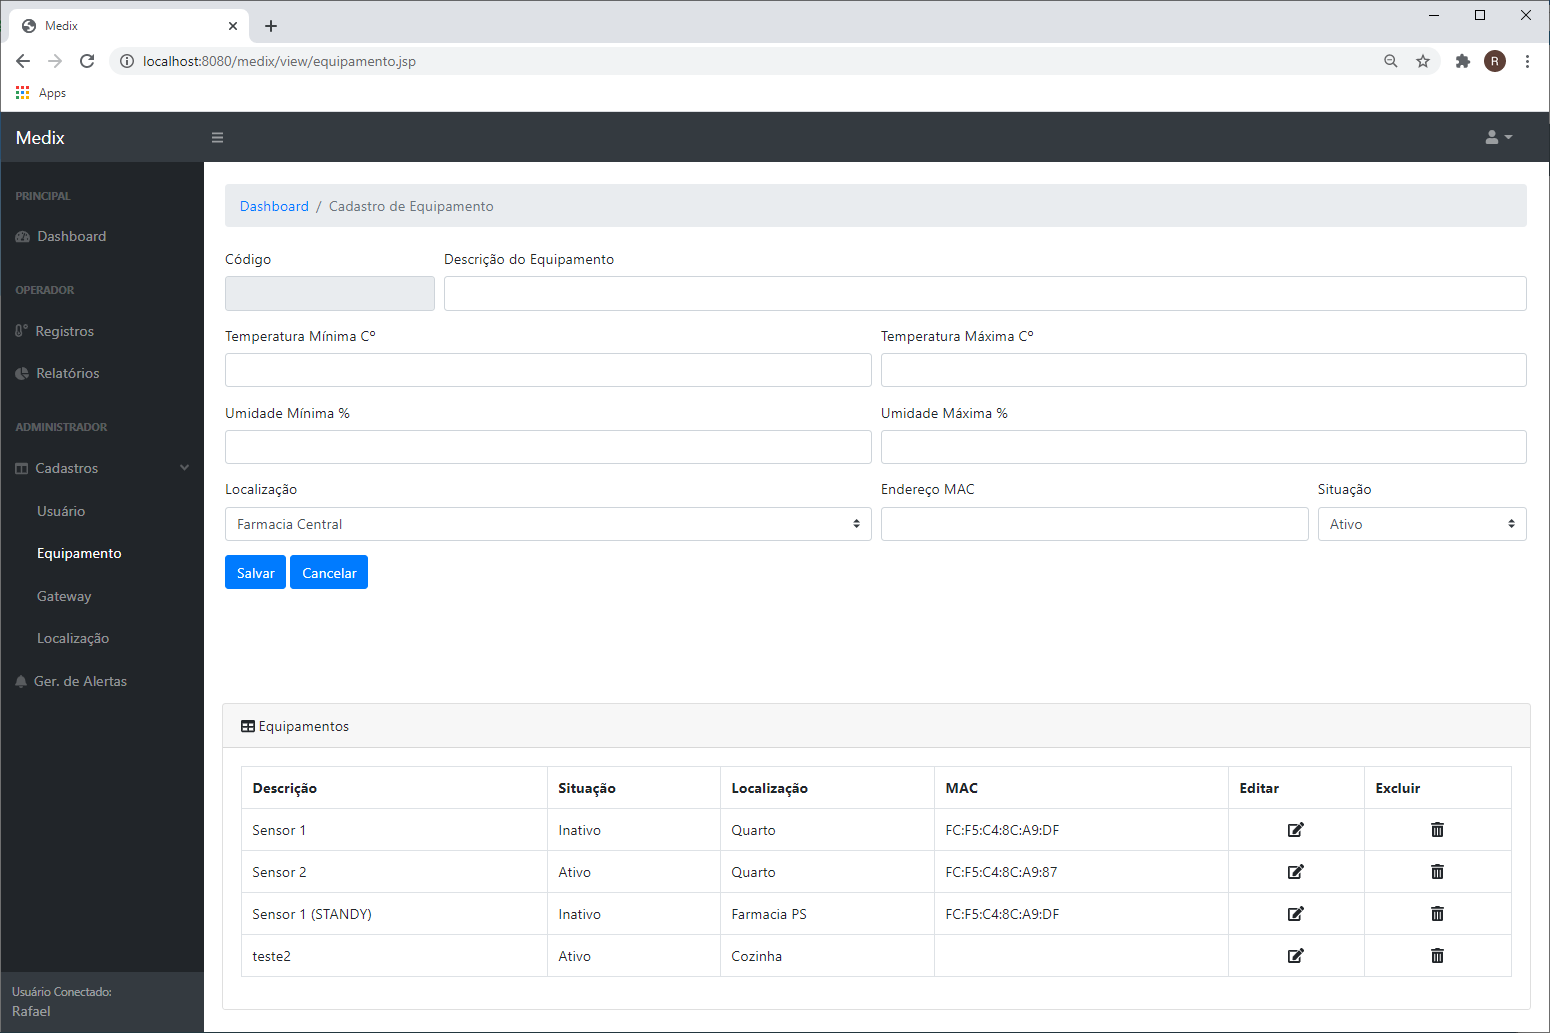 Medix
localhost:8080/medix/view/equipamento.jsp
R
Apps
Medix
PRINCIPAL
Dashboard
OPERADOR
Registros
Relatórios
ADMINISTRADOR
Cadastros
Usuário
Equipamento
Gateway
Localização
Ger. de Alertas
Usuário Conectado:
Rafael
Dashboard / Cadastro de Equipamento
Código Descrição do Equipamento
Temperatura Mínima Cº Temperatura Máxima Cº
Umidade Mínima % Umidade Máxima %
Localização Endereço MAC Situação
Farmacia Central Ativo
Salvar Cancelar
Equipamentos
Descrição Situação Localização MAC Editar Excluir
Sensor 1 Inativo Quarto FC:F5:C4:8C:A9:DF
Sensor 2 Ativo Quarto FC:F5:C4:8C:A9:87
Sensor 1 (STANDY) Inativo Farmacia PS FC:F5:C4:8C:A9:DF
teste2 Ativo Cozinha